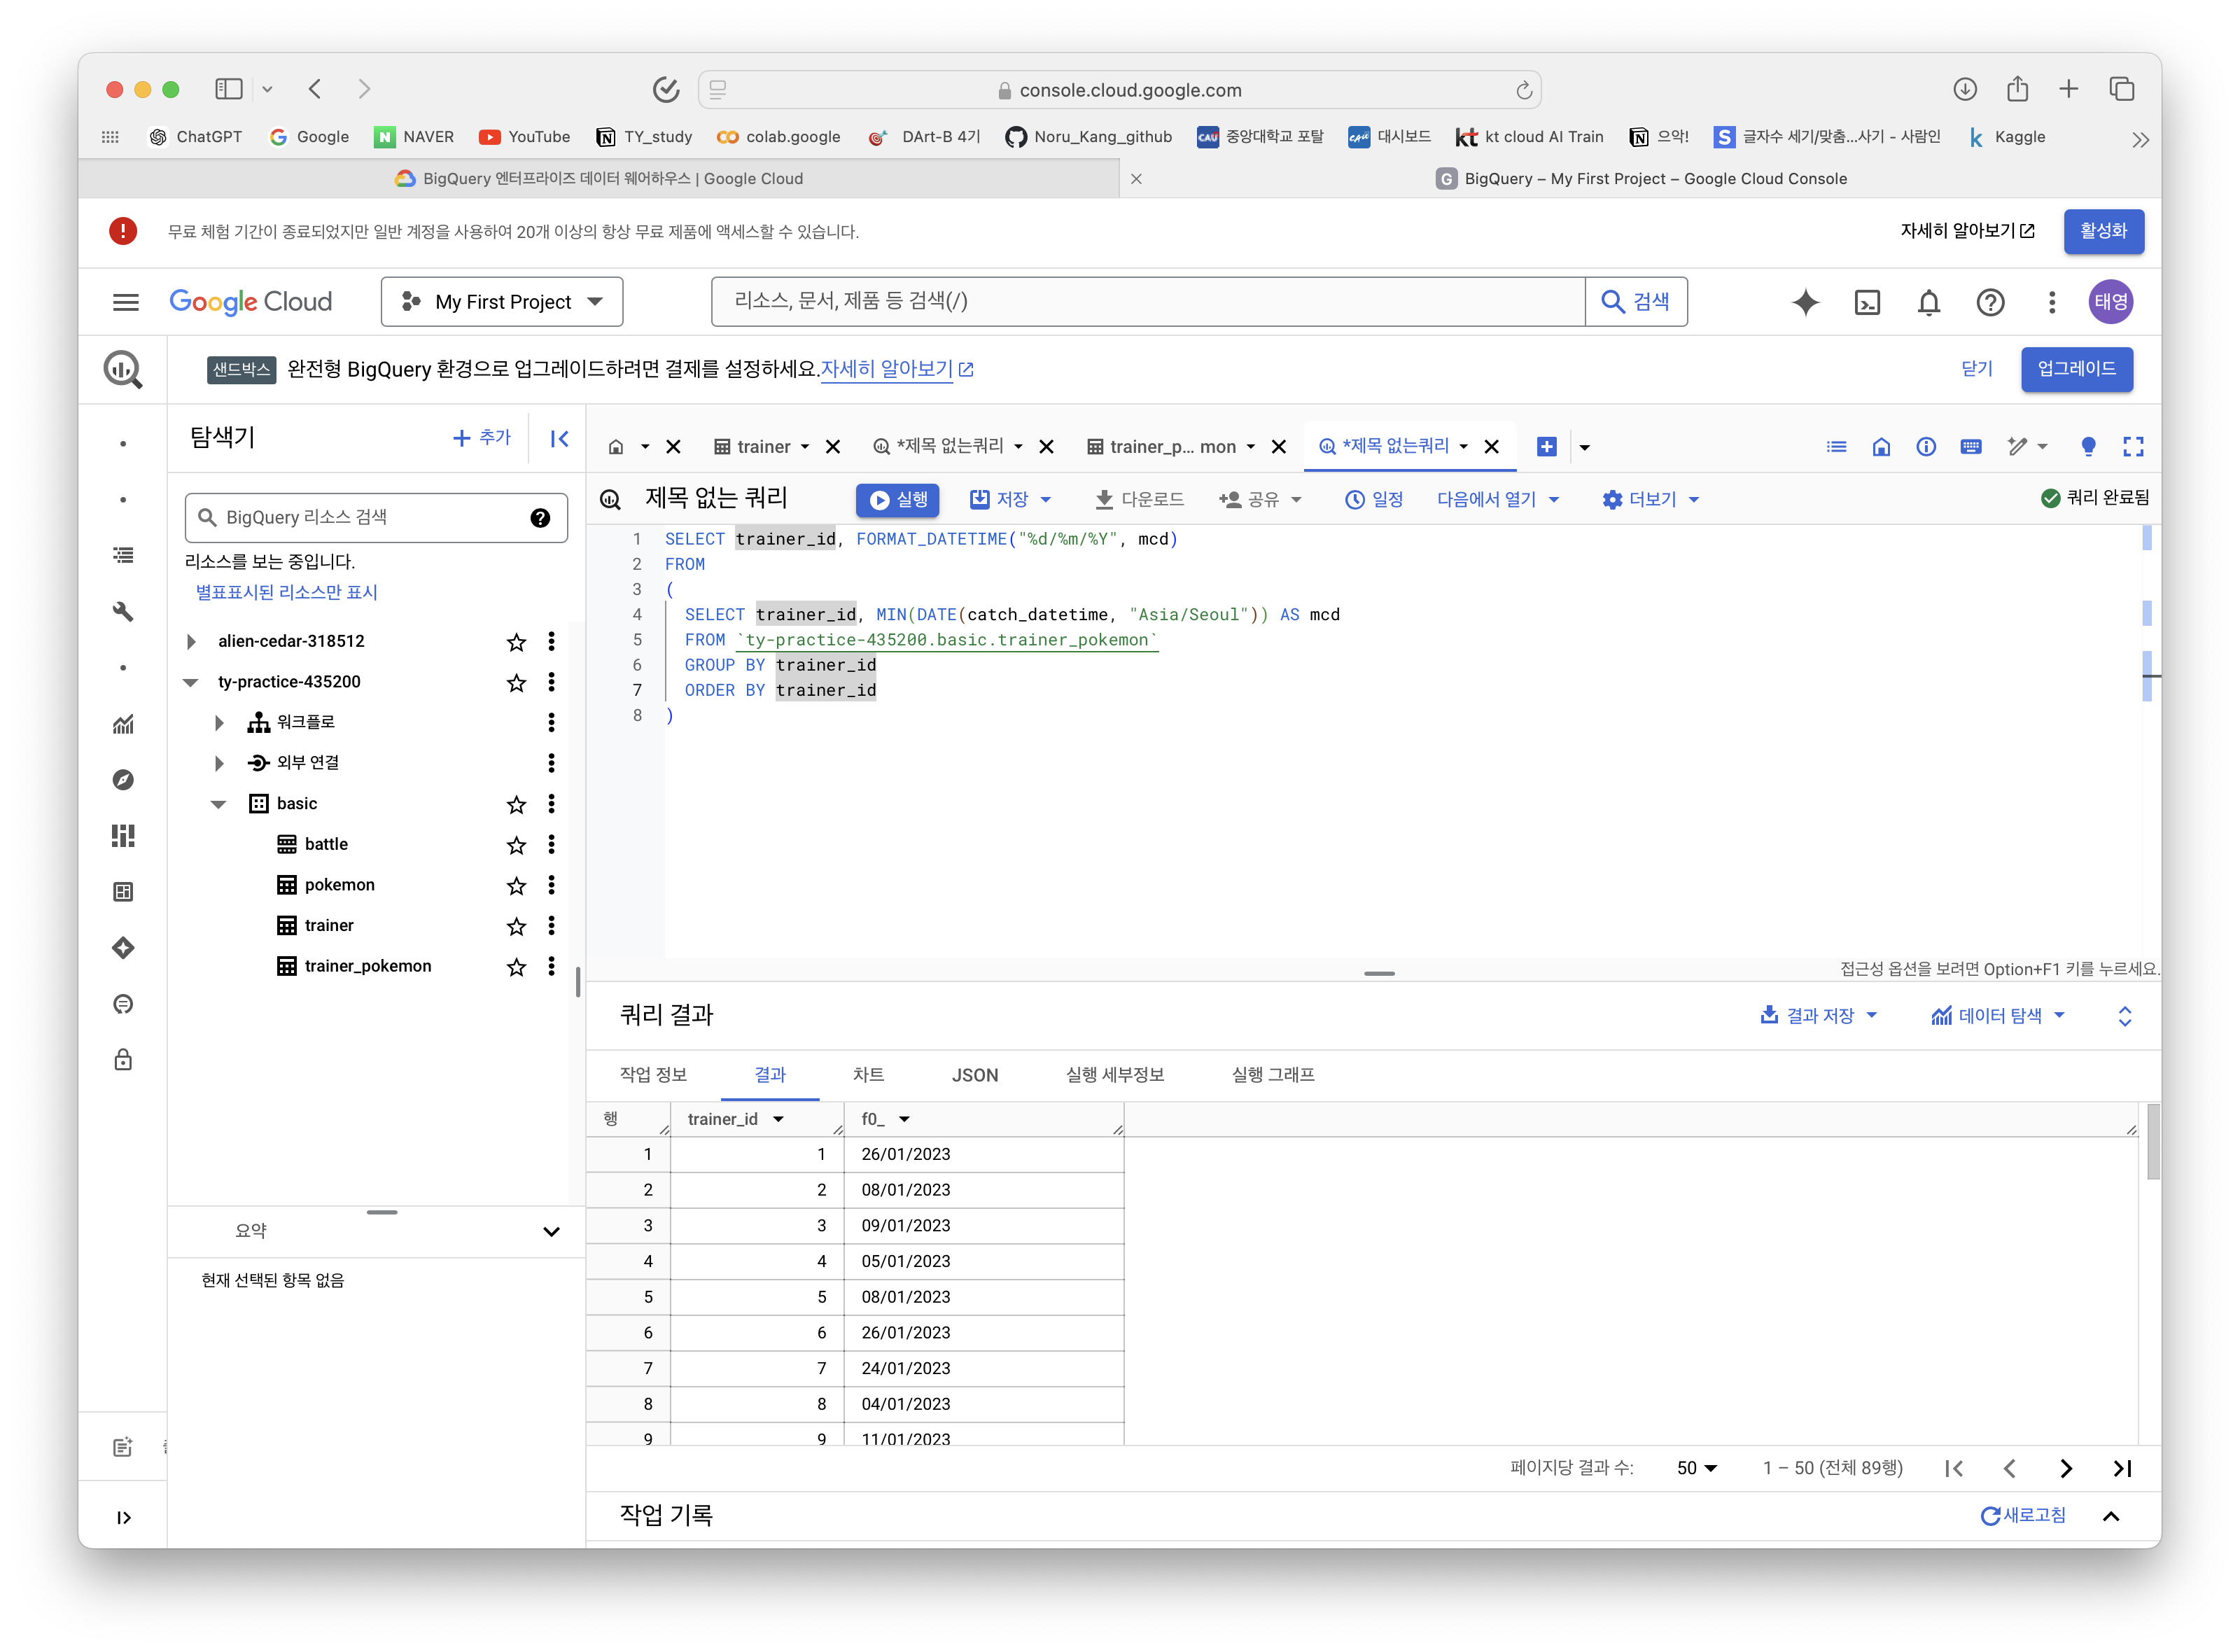 console.cloud.google.com
ChatGPT
Google
NAVER
YouTube
TY_study
colab.google
DArt-B 4기
Noru_Kang_github
중앙대학교 포탈
대시보드
kt cloud AI Train
으악!
글자수 세기/맞춤...사기 - 사람인
Kaggle
BigQuery 엔터프라이즈 데이터 웨어하우스 | Google Cloud
BigQuery – My First Project – Google Cloud Console
무료 체험 기간이 종료되었지만 일반 계정을 사용하여 20개 이상의 항상 무료 제품에 액세스할 수 있습니다.
자세히 알아보기
활성화
Google Cloud
My First Project
리소스, 문서, 제품 등 검색(/)
검색
태영
샌드박스
완전형 BigQuery 환경으로 업그레이드하려면 결제를 설정하세요.자세히 알아보기
닫기
업그레이드
탐색기
추가
BigQuery 리소스 검색
리소스를 보는 중입니다.
별표표시된 리소스만 표시
alien-cedar-318512
ty-practice-435200
워크플로
외부 연결
basic
battle
pokemon
trainer
trainer_pokemon
요약
현재 선택된 항목 없음
trainer
*제목 없는쿼리
trainer_p... mon
*제목 없는쿼리
제목 없는 쿼리
실행
저장
다운로드
공유
일정
다음에서 열기
더보기
쿼리 완료됨
1 SELECT trainer_id, FORMAT_DATETIME("%d/%m/%Y", mcd)
2 FROM
3 (
4 SELECT trainer_id, MIN(DATE(catch_datetime, "Asia/Seoul")) AS mcd
5 FROM `ty-practice-435200.basic.trainer_pokemon`
6 GROUP BY trainer_id
7 ORDER BY trainer_id
8 )
접근성 옵션을 보려면 Option+F1 키를 누르세요.
쿼리 결과
결과 저장
데이터 탐색
작업 정보
결과
차트
JSON
실행 세부정보
실행 그래프
행 trainer_id f0_
1 1 26/01/2023
2 2 08/01/2023
3 3 09/01/2023
4 4 05/01/2023
5 5 08/01/2023
6 6 26/01/2023
7 7 24/01/2023
8 8 04/01/2023
9 9 11/01/2023
페이지당 결과 수: 50 1 – 50 (전체 89행)
작업 기록
새로고침